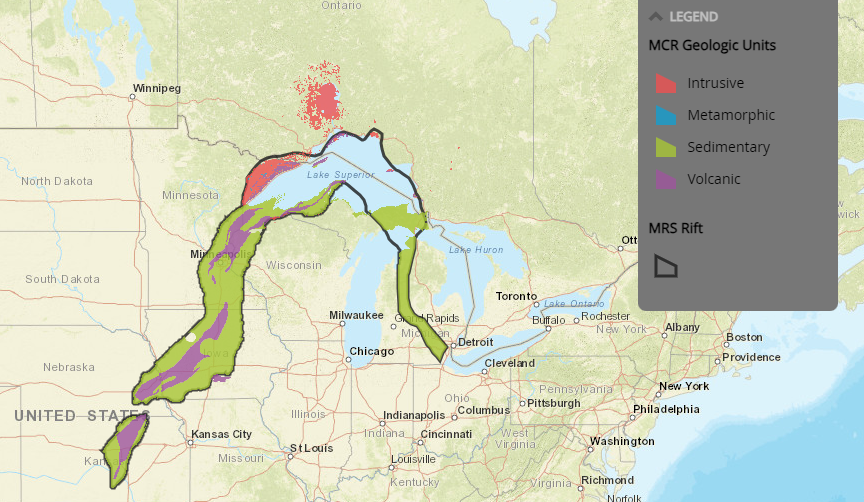 Ontario
LEGEND
MCR Geologic Units
Intrusive
Metamorphic
Sedimentary
Volcanic
MRS Rift
Winnipeg
North Dakota
Minnesota
Lake Superior
South Dakota
Wisconsin
Lake Huron
Ott
Toronto
Lake Ontario
Milwaukee
Grand Rapids
Michigan
Buffalo
Rochester
New York
Albany
Boston
Detroit
Chicago
Cleveland
Providence
Nebraska
New York
Pennsylvania
Ohio
Pittsburgh
Philadelphia
UNITED STATES
Illinois
Indianapolis
Columbus
Indiana
Cincinnati
West
Virginia
Washington
Kansas City
St Louis
Missouri
Louisville
Kentucky
Virginia
Richmond
Norfolk